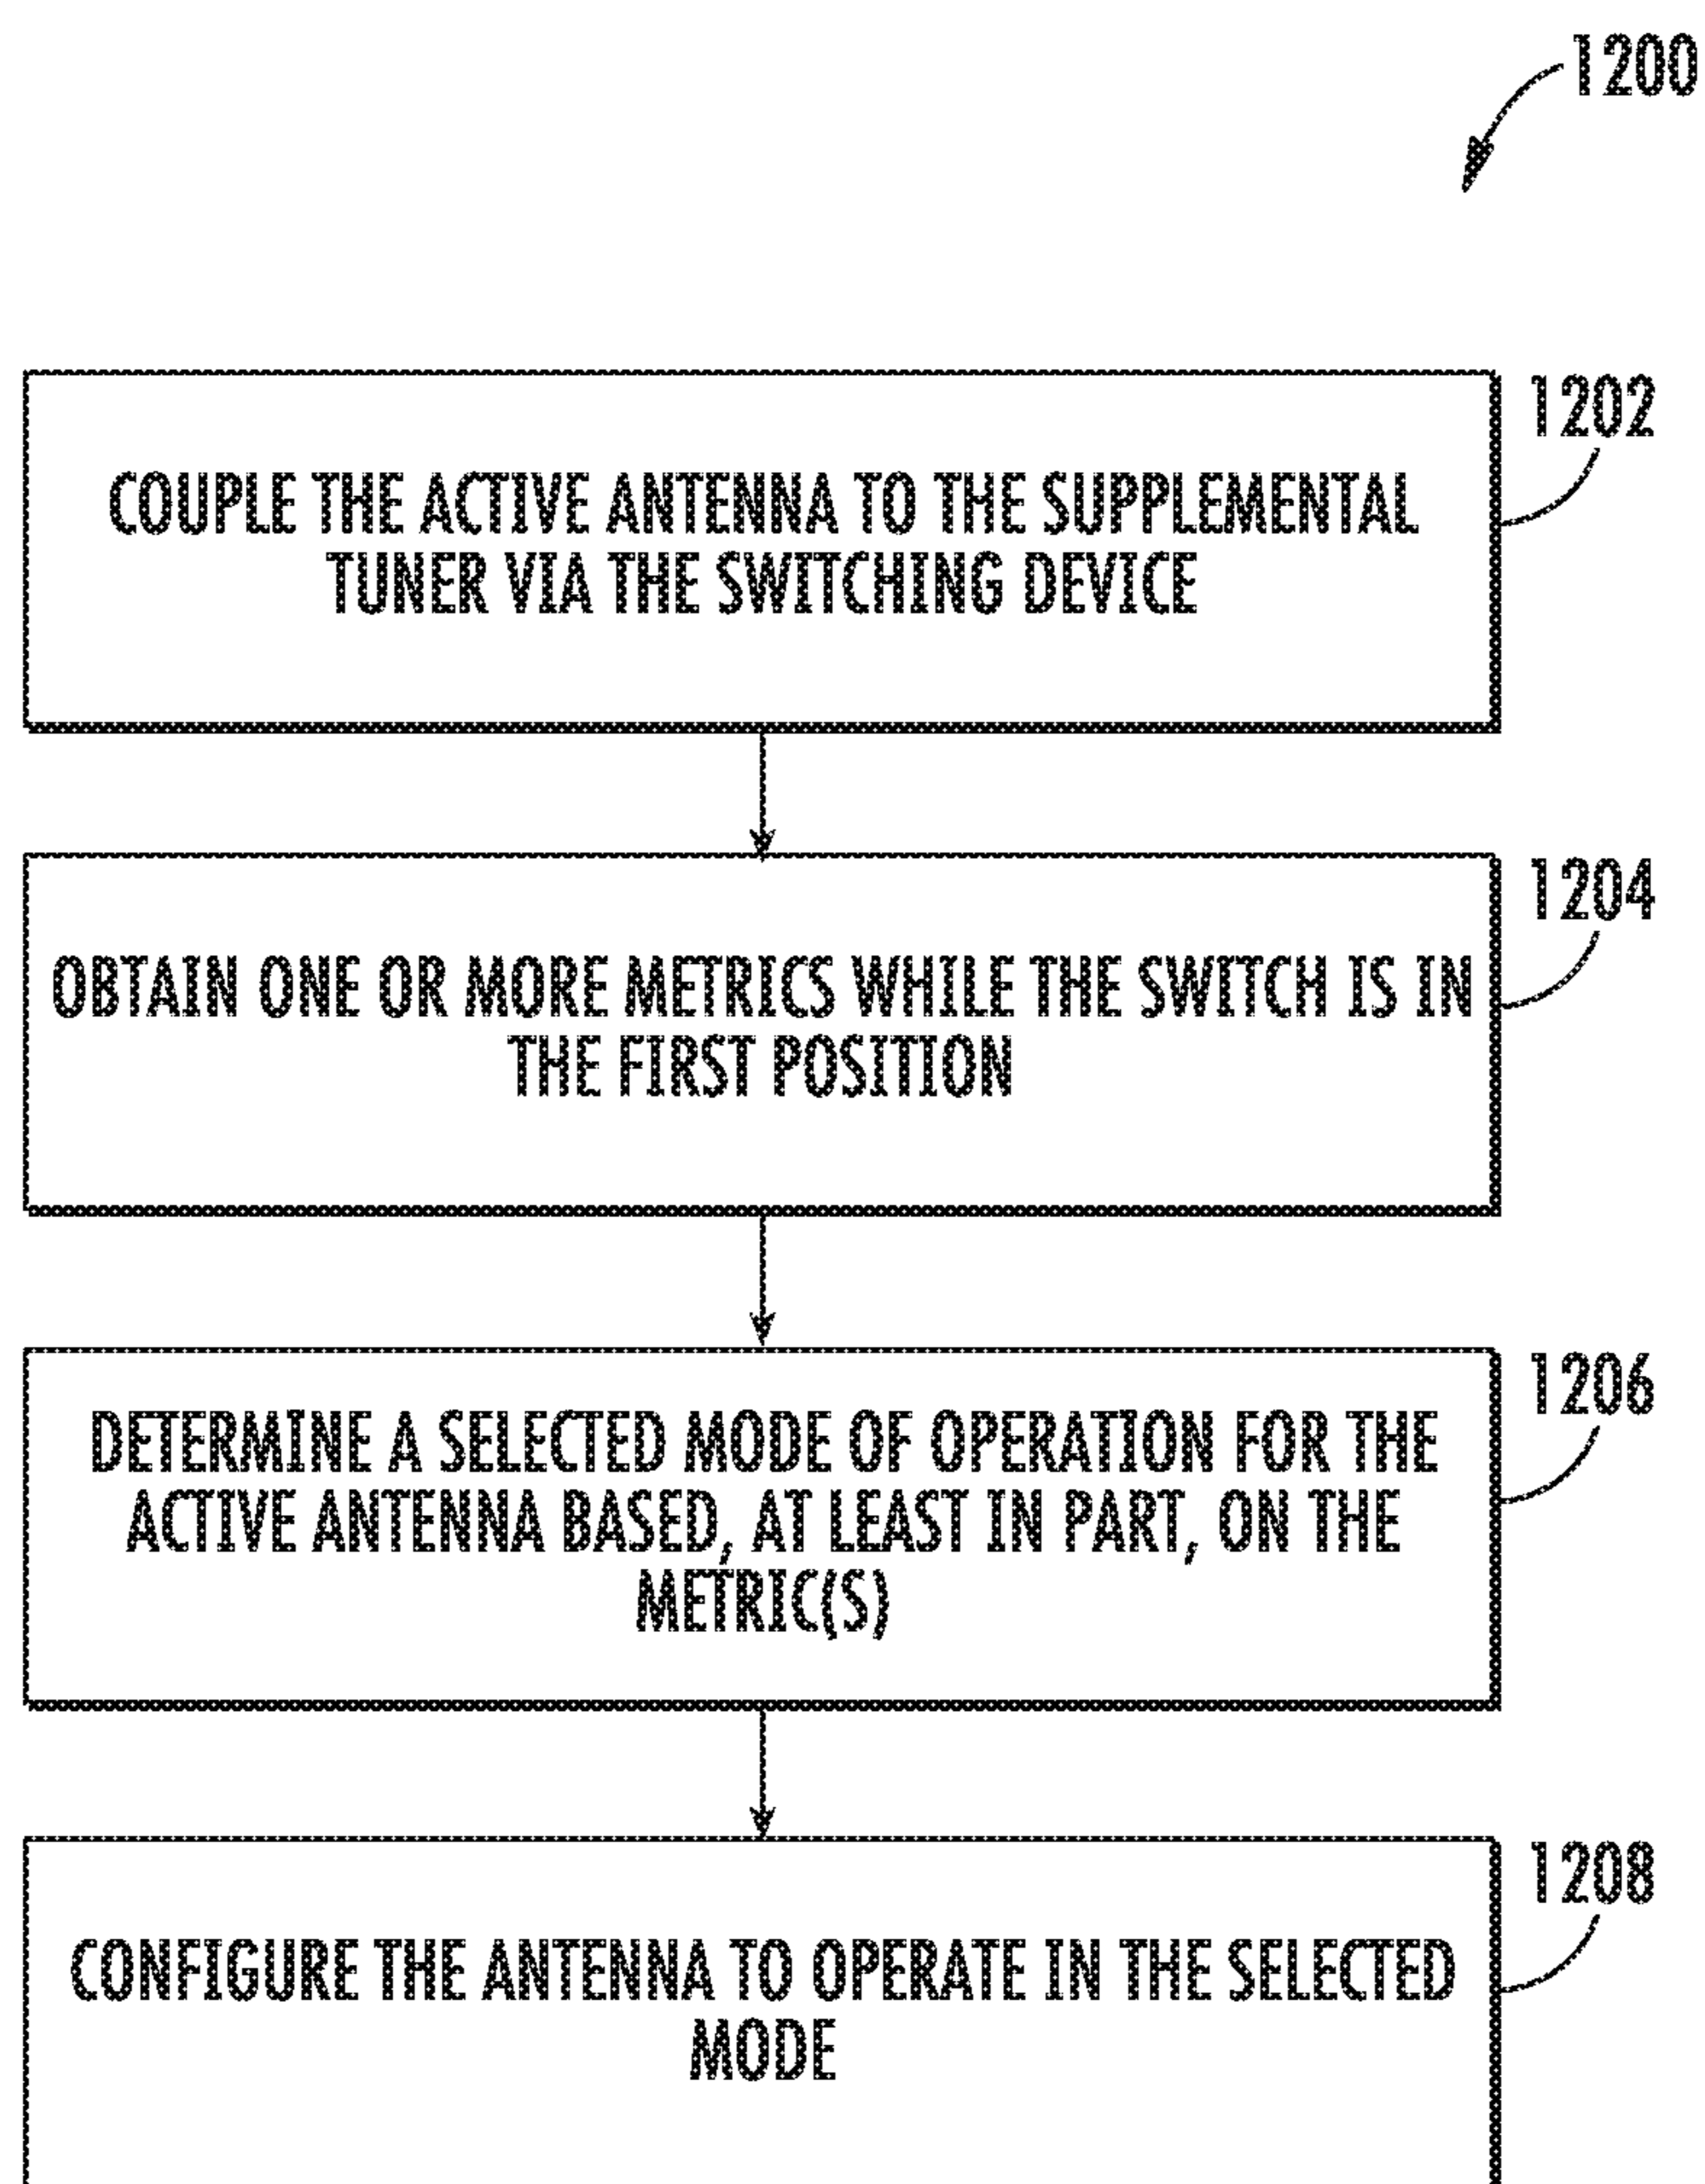 1200
1202
COUPLE THE ACTIVE ANTENNA TO THE SUPPLEMENTAL
TUNER VIA THE SWITCHING DEVICE
1204
OBTAIN ONE OR MORE METRICS WHILE THE SWITCH IS IN
THE FIRST POSITION
1206
DETERMINE A SELECTED MODE OF OPERATION FOR THE
ACTIVE ANTENNA BASED, AT LEAST IN PART, ON THE
METRIC(S)
1208
CONFIGURE THE ANTENNA TO OPERATE IN THE SELECTED
MODE